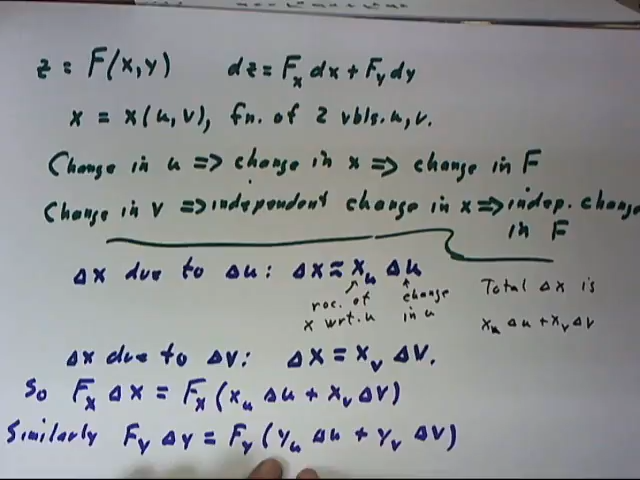 z = F(x,y) dz = F_x dx + F_y dy
x = x(u,v), fn. of 2 vbls. u,v.
Change in u => change in x => change in F
Change in v => independent change in x => indep. change
in F
Δx due to Δu: Δx ≈ x_u Δu
roc. of
x wrt. u
change
in u
Total Δx is
x_u Δu + x_v Δv
Δx due to Δv: Δx = x_v Δv.
So F_x Δx = F_x (x_u Δu + x_v Δv)
Similarly F_y Δy = F_y (y_u Δu + y_v Δv)